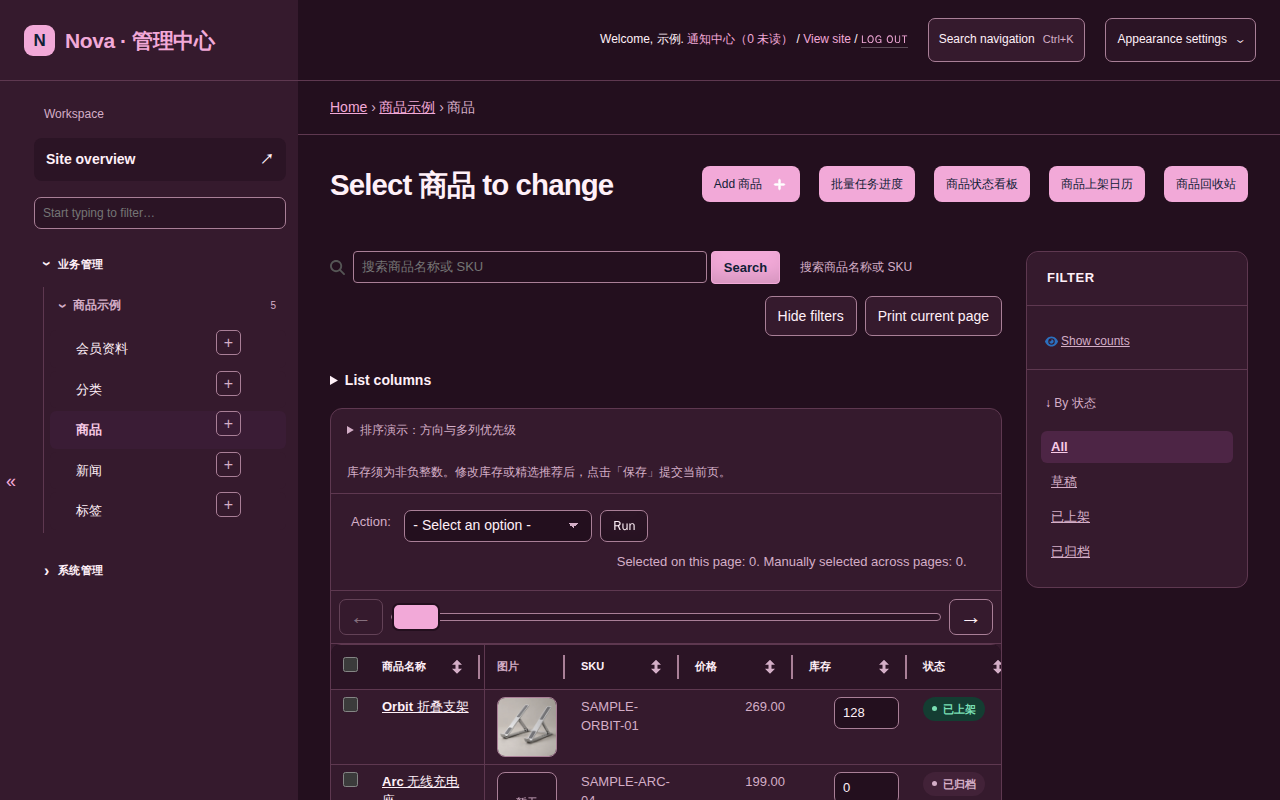 N Nova · 管理中心
Welcome, 示例. 通知中心（0 未读） / View site / LOG OUT
Search navigation Ctrl+K
Appearance settings
Workspace
Site overview ↗
Start typing to filter…
业务管理
商品示例 5
会员资料 +
分类 +
商品 +
新闻 +
标签 +
系统管理
«
Home › 商品示例 › 商品
Select 商品 to change
Add 商品 +
批量任务进度
商品状态看板
商品上架日历
商品回收站
搜索商品名称或 SKU
Search
搜索商品名称或 SKU
Hide filters
Print current page
List columns
排序演示：方向与多列优先级
库存须为非负整数。修改库存或精选推荐后，点击「保存」提交当前页。
Action: - Select an option - Run
Selected on this page: 0. Manually selected across pages: 0.
← →
商品名称 图片 SKU 价格 库存 状态
Orbit 折叠支架 SAMPLE-ORBIT-01 269.00 128 已上架
Arc 无线充电座 SAMPLE-ARC- 199.00 0 已归档
FILTER
Show counts
↓ By 状态
All
草稿
已上架
已归档